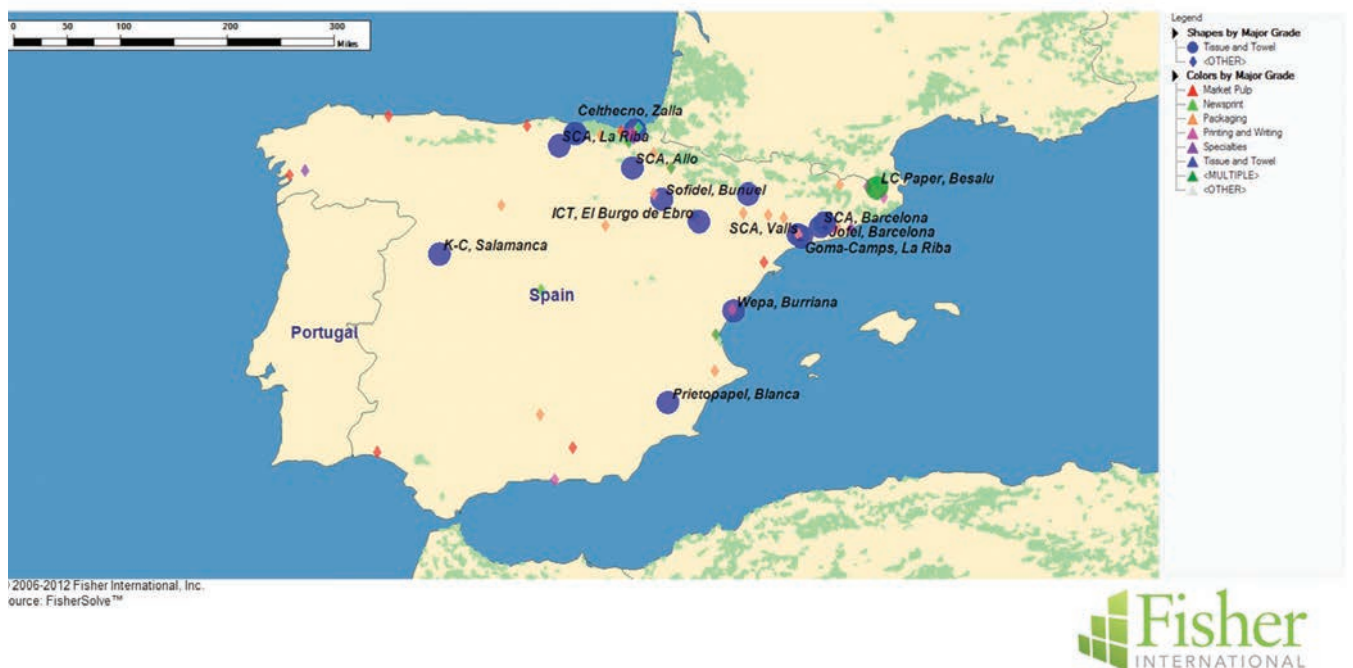 0 50 100 200 300
Miles
Legend
Shapes by Major Grade
Tissue and Towel
<OTHER>
Colors by Major Grade
Market Pulp
Newsprint
Packaging
Printing and Writing
Specialties
Tissue and Towel
<MULTIPLE>
<OTHER>
Celthecno, Zalla
SCA, La Riba
SCA, Allo
Sofidel, Bunuel
LC Paper, Besalu
ICT, El Burgo de Ebro
SCA, Valls
SCA, Barcelona
Jofel, Barcelona
Goma-Camps, La Riba
K-C, Salamanca
Spain
Wepa, Burriana
Portugal
Prietopapel, Blanca
2006-2012 Fisher International, Inc.
ource: FisherSolve™
Fisher
INTERNATIONAL